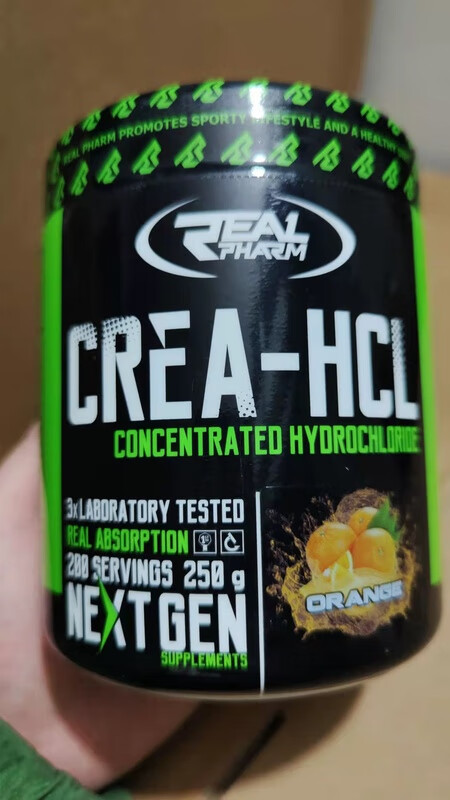 REAL PHARM PROMOTES SPORTY LIFESTYLE AND A HEALTHY
REAL
PHARM
CREA-HCL
CONCENTRATED HYDROCHLORIDE
3x LABORATORY TESTED
REAL ABSORPTION
200 SERVINGS 250 g
NEXT GEN
SUPPLEMENTS
ORANGE